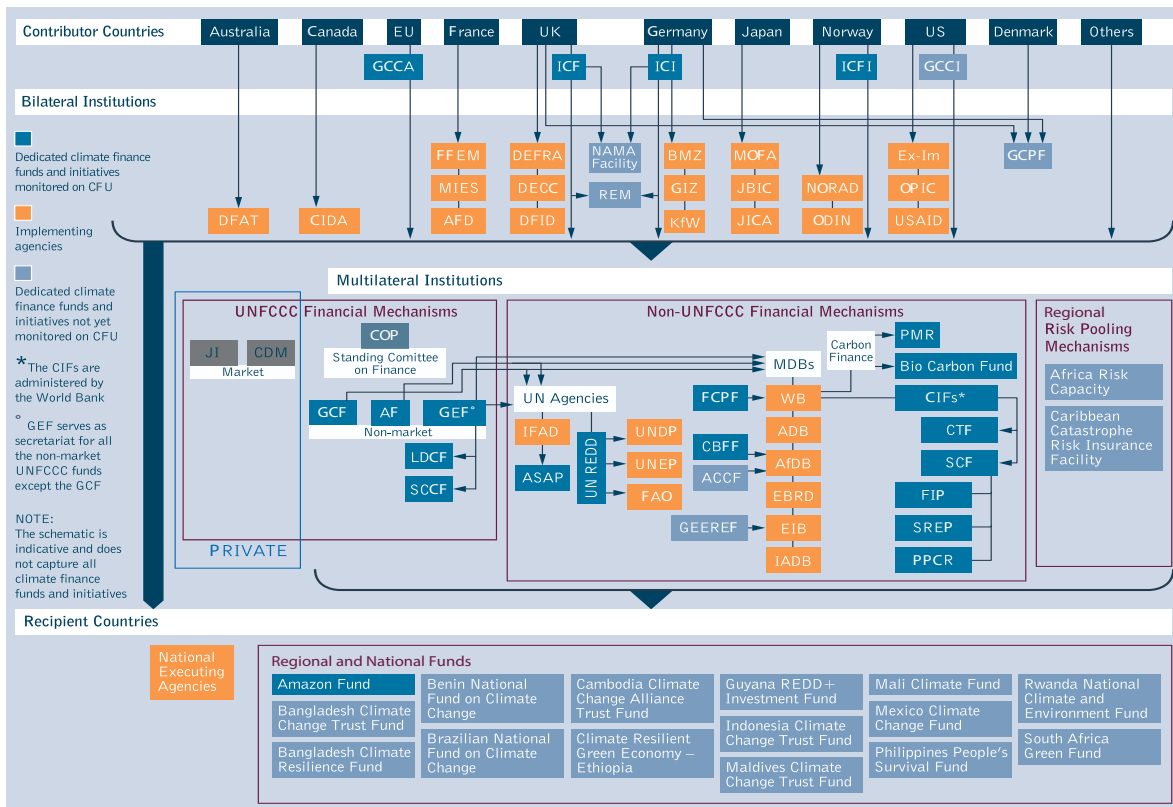 Contributor Countries
Australia
Canada
EU
France
UK
Germany
Japan
Norway
US
Denmark
Others
GCCA
ICF
ICI
ICFI
GCCI
Bilateral Institutions
Dedicated climate finance
funds and initiatives
monitored on CFU
Implementing
agencies
Dedicated climate
finance funds and
initiatives not yet
monitored on CFU
* The CIFs are
administered by
the World Bank
° GEF serves as
secretariat for all
the non-market
UNFCCC funds
except the GCF
NOTE:
The schematic is
indicative and does
not capture all
climate finance
funds and initiatives
DFAT
CIDA
FFEM
MIES
AFD
DEFRA
DECC
DFID
NAMA
Facility
REM
BMZ
GIZ
KfW
MOFA
JBIC
JICA
NORAD
ODIN
Ex-Im
OPIC
USAID
GCPF
Multilateral Institutions
UNFCCC Financial Mechanisms
COP
Standing Comittee
on Finance
JI
CDM
Market
GCF
AF
GEF°
Non-market
LDCF
SCCF
PRIVATE
Non-UNFCCC Financial Mechanisms
UN Agencies
IFAD
ASAP
UN REDD
UNDP
UNEP
FAO
MDBs
WB
ADB
AfDB
EBRD
EIB
IADB
FCPF
CBFF
ACCF
GEEREF
Carbon
Finance
PMR
Bio Carbon Fund
CIFs*
CTF
SCF
FIP
SREP
PPCR
Regional
Risk Pooling
Mechanisms
Africa Risk
Capacity
Caribbean
Catastrophe
Risk Insurance
Facility
Recipient Countries
National
Executing
Agencies
Regional and National Funds
Amazon Fund
Bangladesh Climate
Change Trust Fund
Bangladesh Climate
Resilience Fund
Benin National
Fund on Climate
Change
Brazilian National
Fund on Climate
Change
Cambodia Climate
Change Alliance
Trust Fund
Climate Resilient
Green Economy –
Ethiopia
Guyana REDD+
Investment Fund
Indonesia Climate
Change Trust Fund
Maldives Climate
Change Trust Fund
Mali Climate Fund
Mexico Climate
Change Fund
Philippines People's
Survival Fund
Rwanda National
Climate and
Environment Fund
South Africa
Green Fund